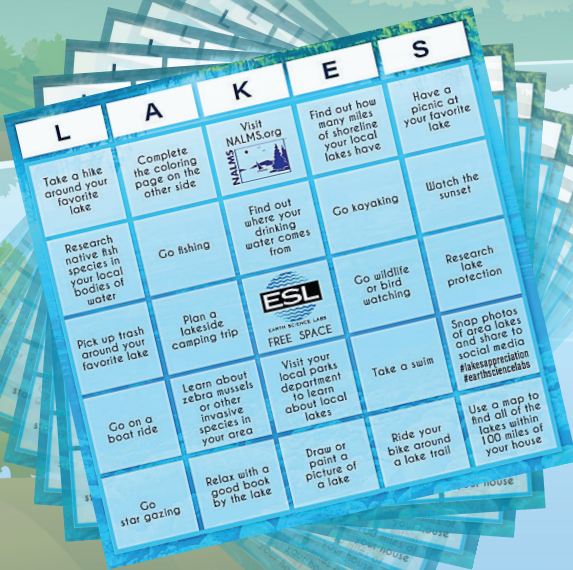 L A K E S
Take a hike
around your
favorite
lake
Complete
the coloring
page on the
other side
Visit
NALMS.org
NALMS
Find out how
many miles
of shoreline
your local
lakes have
Have a
picnic at
your favorite
lake
Research
native fish
species in
your local
bodies of
water
Go fishing
Find out
where your
drinking
water comes
from
Go kayaking
Watch the
sunset
Pick up trash
around your
favorite lake
Plan a
lakeside
camping trip
ESL
EARTH SCIENCE LABS
FREE SPACE
Go wildlife
or bird
watching
Research
lake
protection
Go on a
boat ride
Learn about
zebra mussels
or other
invasive
species in
your area
Visit your
local parks
department
to learn
about local
lakes
Take a swim
Snap photos
of area lakes
and share to
social media
#lakesappreciation
#earthsciencelabs
Go
star gazing
Relax with a
good book
by the lake
Draw or
paint a
picture of
a lake
Ride your
bike around
a lake trail
Use a map to
find all of the
lakes within
100 miles of
your house